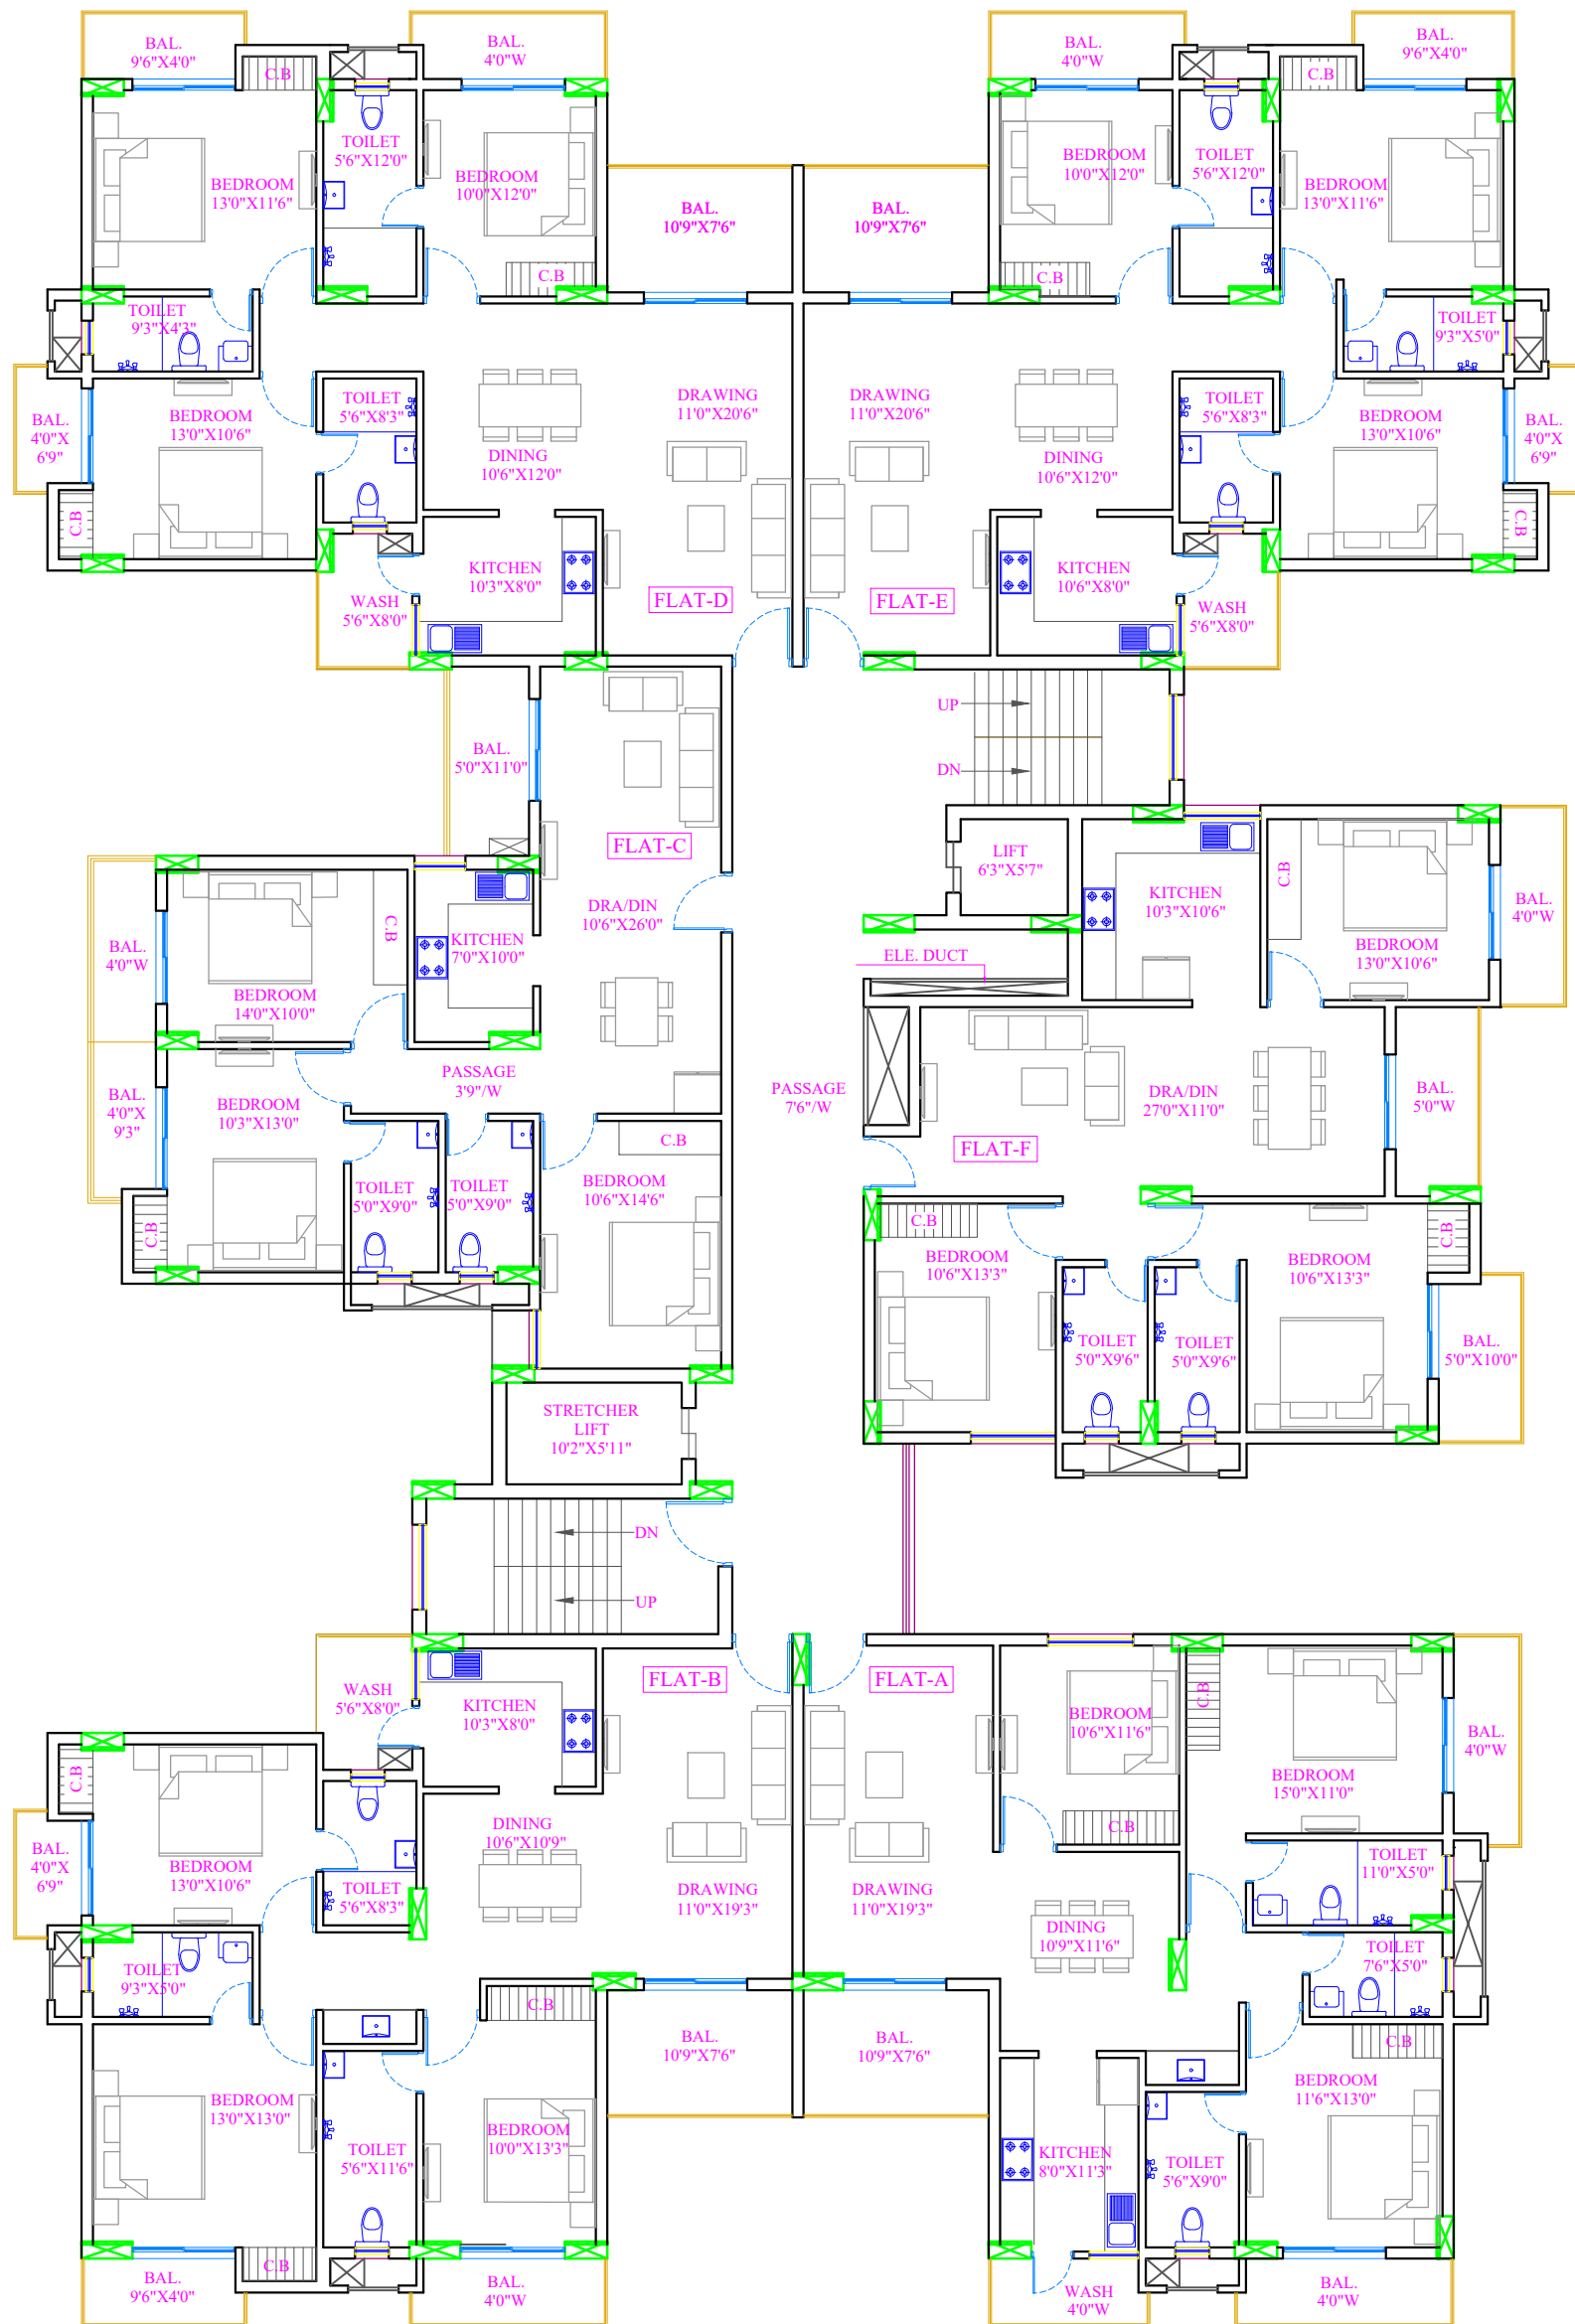 BAL.
9'6"X4'0"
BAL.
4'0"W
BAL.
4'0"W
BAL.
9'6"X4'0"
C.B
C.B
TOILET
5'6"X12'0"
BEDROOM
10'0"X12'0"
BEDROOM
10'0"X12'0"
TOILET
5'6"X12'0"
BEDROOM
13'0"X11'6"
BEDROOM
13'0"X11'6"
BAL.
10'9"X7'6"
BAL.
10'9"X7'6"
C.B
C.B
TOILET
9'3"X4'3"
TOILET
9'3"X5'0"
BAL.
4'0"X
6'9"
BEDROOM
13'0"X10'6"
TOILET
5'6"X8'3"
DRAWING
11'0"X20'6"
DRAWING
11'0"X20'6"
TOILET
5'6"X8'3"
BEDROOM
13'0"X10'6"
BAL.
4'0"X
6'9"
DINING
10'6"X12'0"
DINING
10'6"X12'0"
C.B
C.B
KITCHEN
10'3"X8'0"
KITCHEN
10'6"X8'0"
WASH
5'6"X8'0"
FLAT-D
FLAT-E
WASH
5'6"X8'0"
UP
DN
BAL.
5'0"X11'0"
FLAT-C
LIFT
6'3"X5'7"
C.B
KITCHEN
10'3"X10'6"
BAL.
4'0"W
DRA/DIN
10'6"X26'0"
C.B
KITCHEN
7'0"X10'0"
BAL.
4'0"W
BEDROOM
13'0"X10'6"
ELE. DUCT
BEDROOM
14'0"X10'0"
PASSAGE
3'9"/W
PASSAGE
7'6"/W
BAL.
4'0"X
9'3"
BEDROOM
10'3"X13'0"
DRA/DIN
27'0"X11'0"
BAL.
5'0"W
C.B
FLAT-F
TOILET
5'0"X9'0"
TOILET
5'0"X9'0"
BEDROOM
10'6"X14'6"
C.B
C.B
C.B
BEDROOM
10'6"X13'3"
BEDROOM
10'6"X13'3"
TOILET
5'0"X9'6"
TOILET
5'0"X9'6"
BAL.
5'0"X10'0"
STRETCHER
LIFT
10'2"X5'11"
DN
UP
FLAT-B
FLAT-A
WASH
5'6"X8'0"
KITCHEN
10'3"X8'0"
C.B
BEDROOM
10'6"X11'6"
BAL.
4'0"W
C.B
BEDROOM
15'0"X11'0"
C.B
DINING
10'6"X10'9"
BAL.
4'0"X
6'9"
BEDROOM
13'0"X10'6"
TOILET
11'0"X5'0"
TOILET
5'6"X8'3"
DRAWING
11'0"X19'3"
DRAWING
11'0"X19'3"
DINING
10'9"X11'6"
TOILET
7'6"X5'0"
TOILET
9'3"X5'0"
C.B
C.B
BAL.
10'9"X7'6"
BAL.
10'9"X7'6"
BEDROOM
13'0"X13'0"
BEDROOM
11'6"X13'0"
BEDROOM
10'0"X13'3"
TOILET
5'6"X11'6"
KITCHEN
8'0"X11'3"
TOILET
5'6"X9'0"
C.B
BAL.
9'6"X4'0"
BAL.
4'0"W
WASH
4'0"W
BAL.
4'0"W